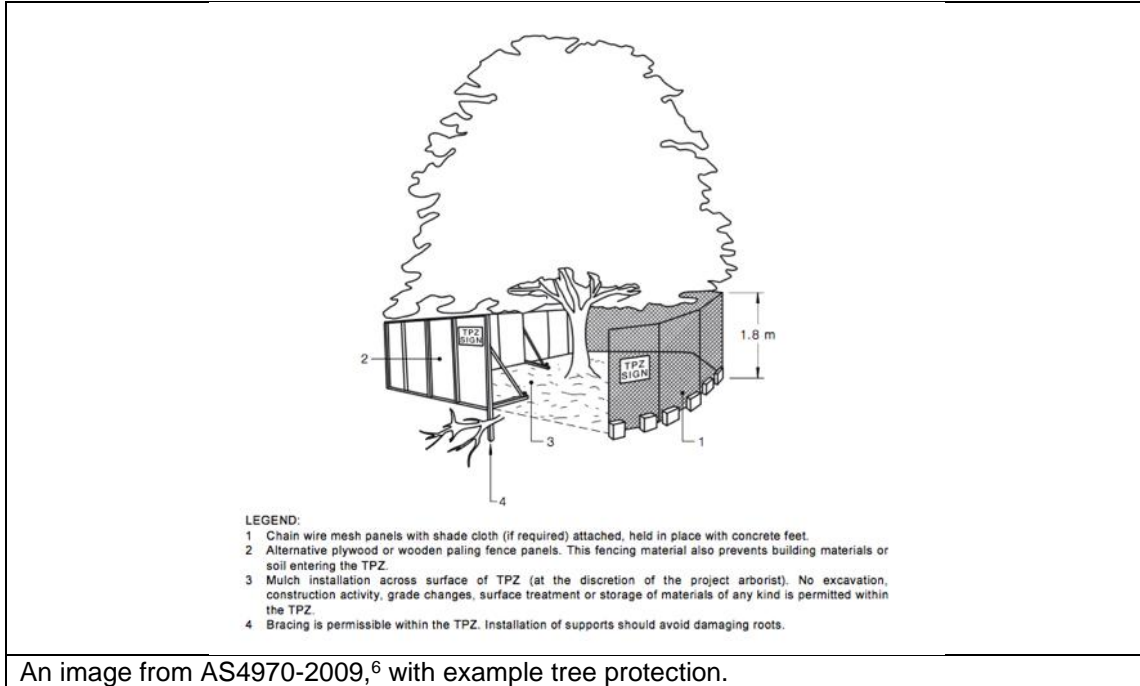 TPZ
SIGN
1.8 m
TPZ
SIGN
2
3
1
4
LEGEND:
1 Chain wire mesh panels with shade cloth (if required) attached, held in place with concrete feet.
2 Alternative plywood or wooden paling fence panels. This fencing material also prevents building materials or
soil entering the TPZ.
3 Mulch installation across surface of TPZ (at the discretion of the project arborist). No excavation,
construction activity, grade changes, surface treatment or storage of materials of any kind is permitted within
the TPZ.
4 Bracing is permissible within the TPZ. Installation of supports should avoid damaging roots.
An image from AS4970-2009,⁶ with example tree protection.